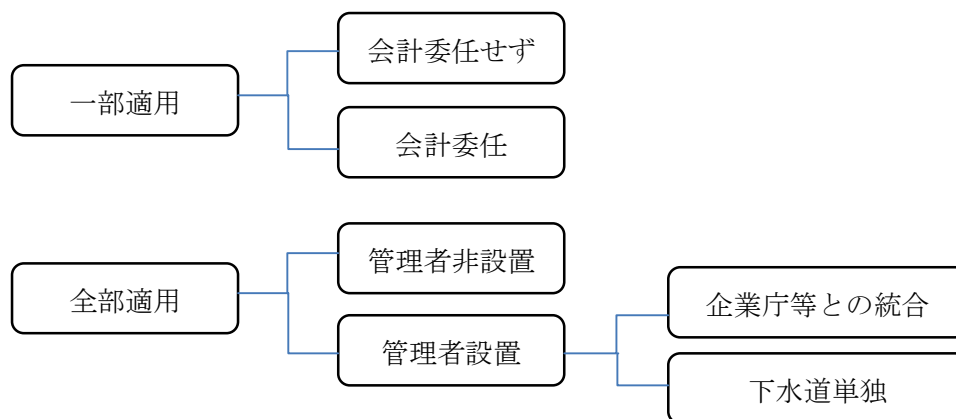 一部適用
会計委任せず
会計委任
全部適用
管理者非設置
管理者設置
企業庁等との統合
下水道単独